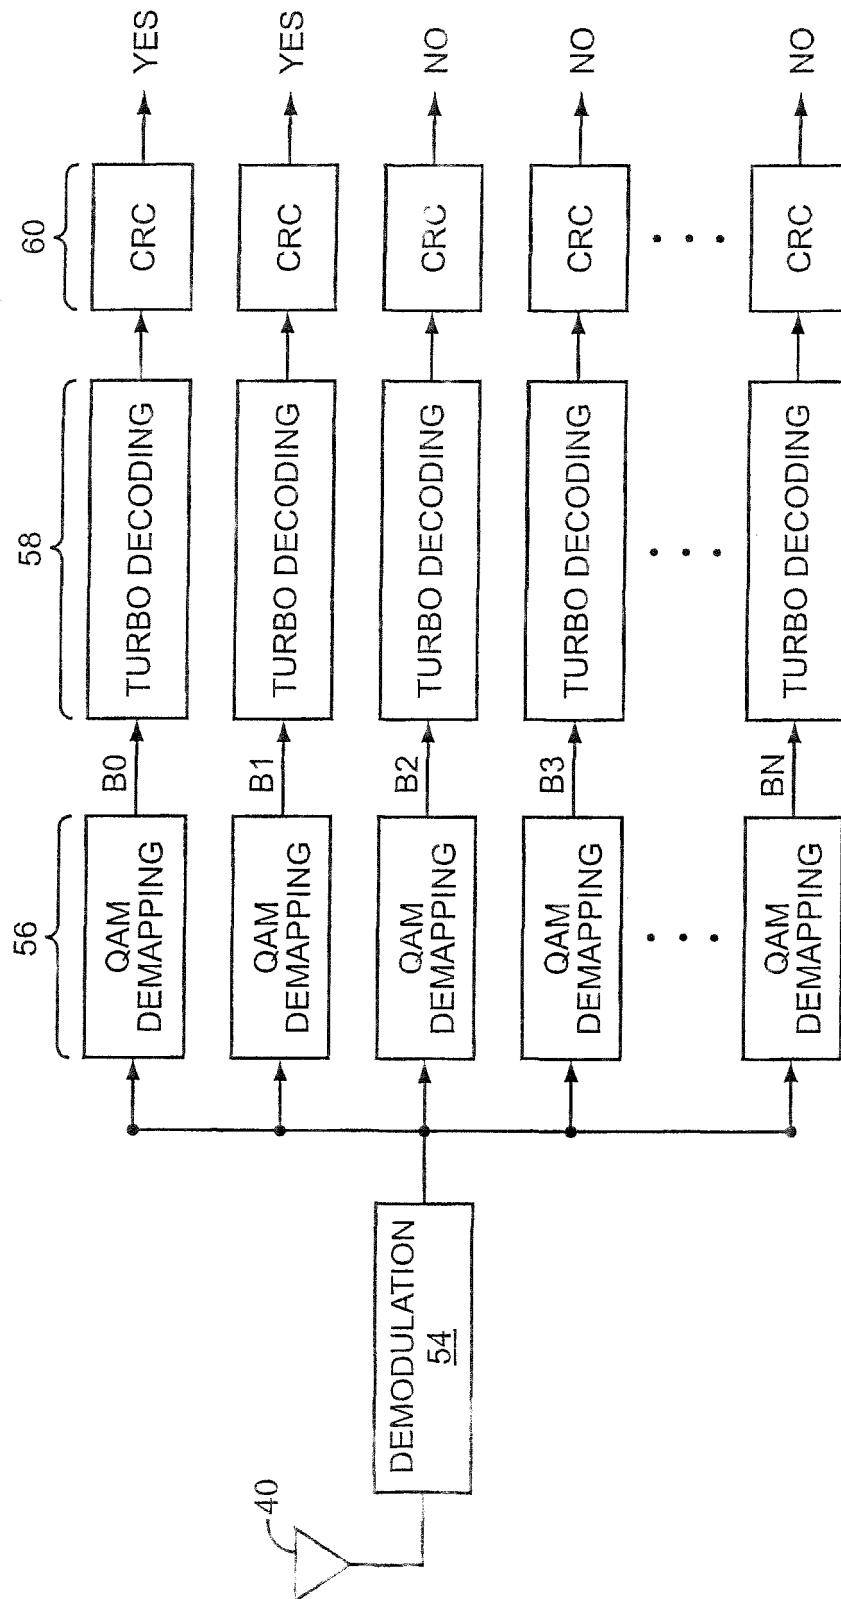 40
DEMODULATION
54
56
58
60
QAM
DEMAPPING
B0
TURBO DECODING
CRC
YES
QAM
DEMAPPING
B1
TURBO DECODING
CRC
YES
QAM
DEMAPPING
B2
TURBO DECODING
CRC
NO
QAM
DEMAPPING
B3
TURBO DECODING
CRC
NO
QAM
DEMAPPING
BN
TURBO DECODING
CRC
NO